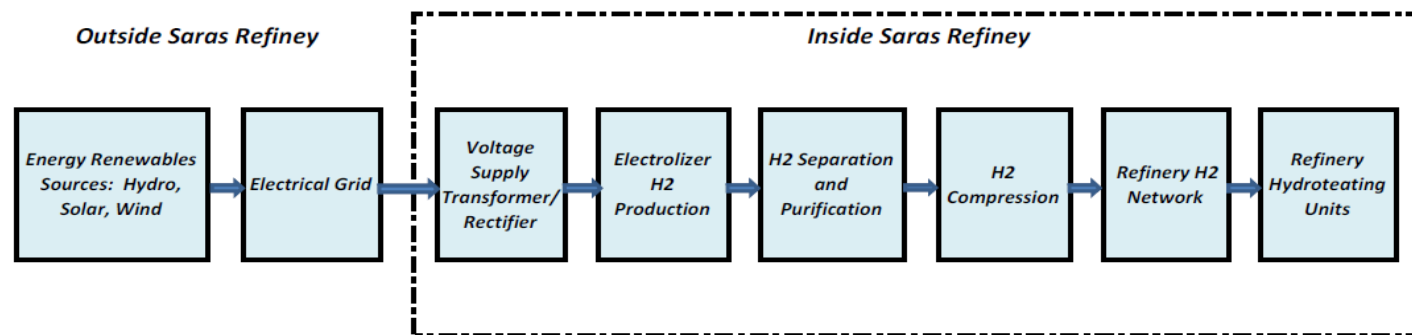 Outside Saras Refiney
Inside Saras Refiney
Energy Renewables
Sources: Hydro,
Solar, Wind
Electrical Grid
Voltage
Supply
Transformer/
Rectifier
Electrolizer
H2
Production
H2 Separation
and
Purification
H2
Compression
Refinery H2
Network
Refinery
Hydroteating
Units